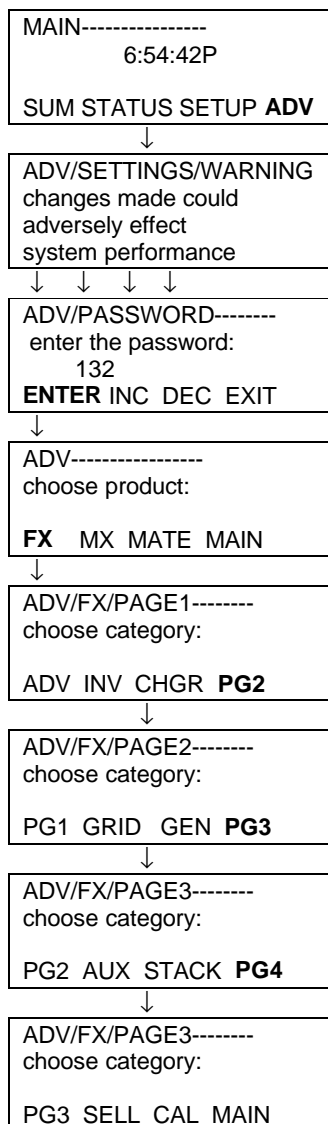 MAIN----------------
6:54:42P
SUM STATUS SETUP ADV
↓
ADV/SETTINGS/WARNING
changes made could
adversely effect
system performance
↓ ↓ ↓ ↓
ADV/PASSWORD--------
enter the password:
132
ENTER INC DEC EXIT
↓
ADV-----------------
choose product:
FX MX MATE MAIN
↓
ADV/FX/PAGE1--------
choose category:
ADV INV CHGR PG2
↓
ADV/FX/PAGE2--------
choose category:
PG1 GRID GEN PG3
↓
ADV/FX/PAGE3--------
choose category:
PG2 AUX STACK PG4
↓
ADV/FX/PAGE3--------
choose category:
PG3 SELL CAL MAIN